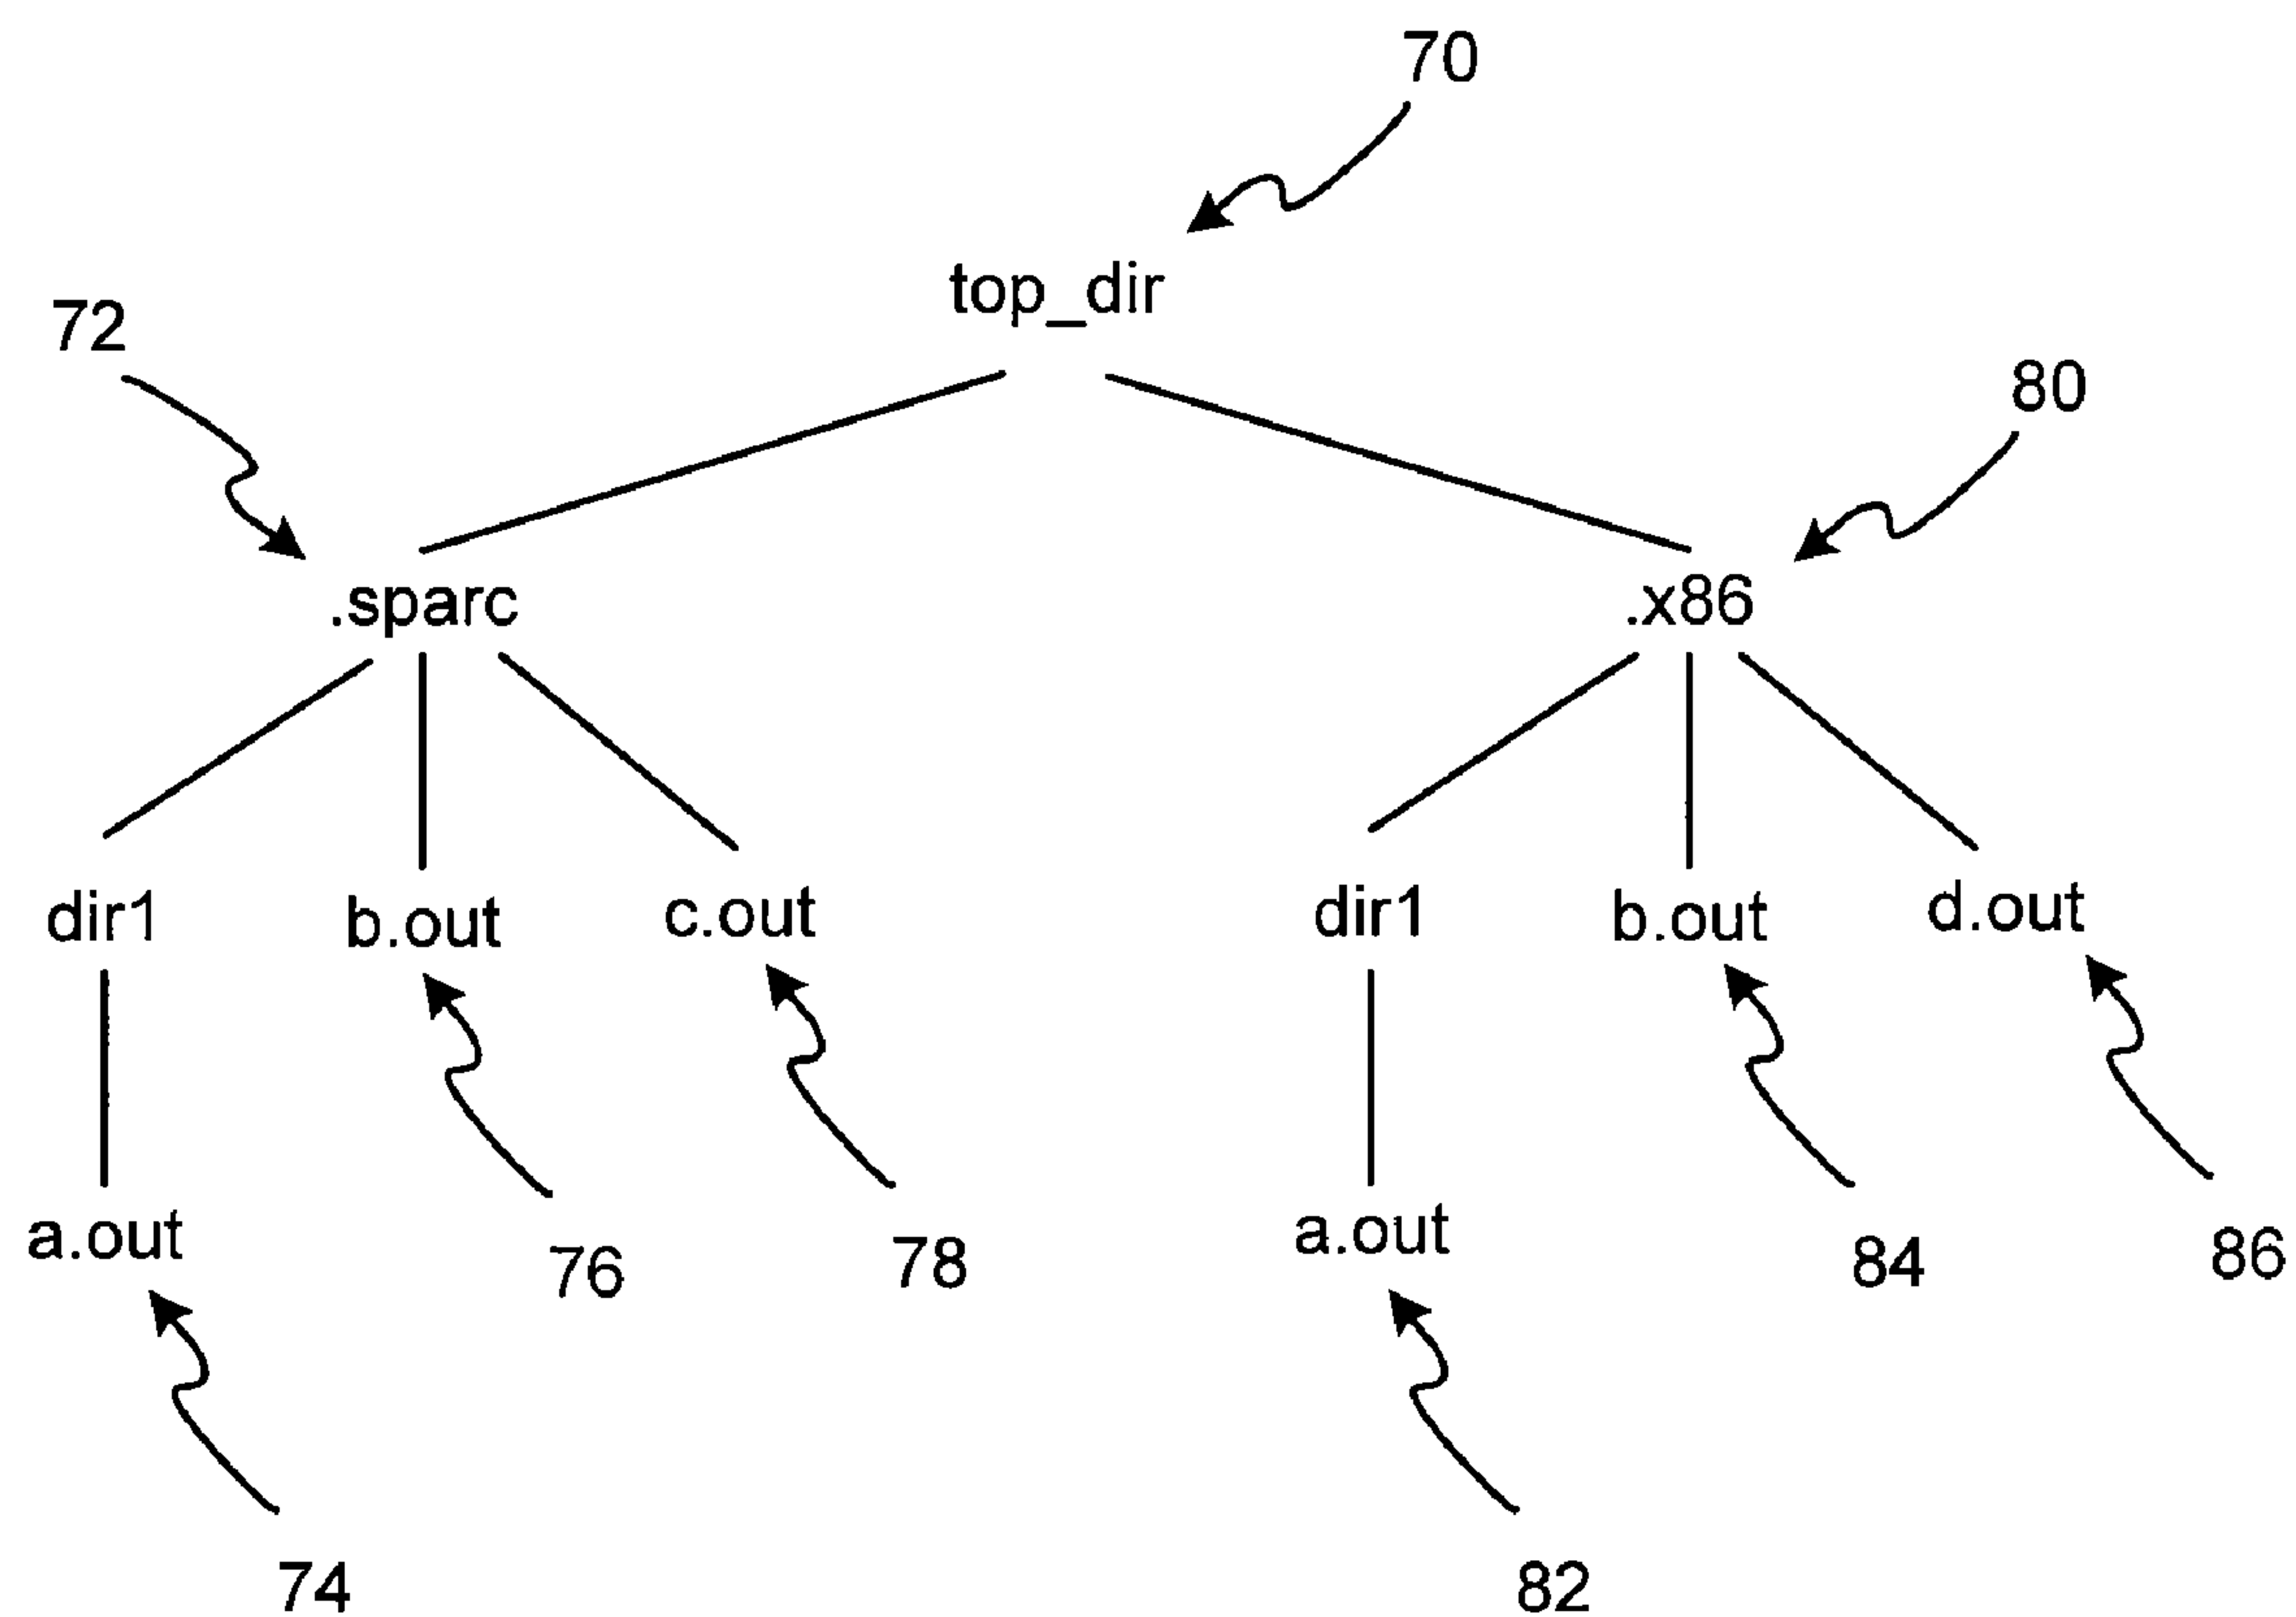 70
top_dir
72
80
.sparc
.x86
dir1
b.out
c.out
dir1
b.out
d.out
a.out
76
78
a.out
84
86
74
82